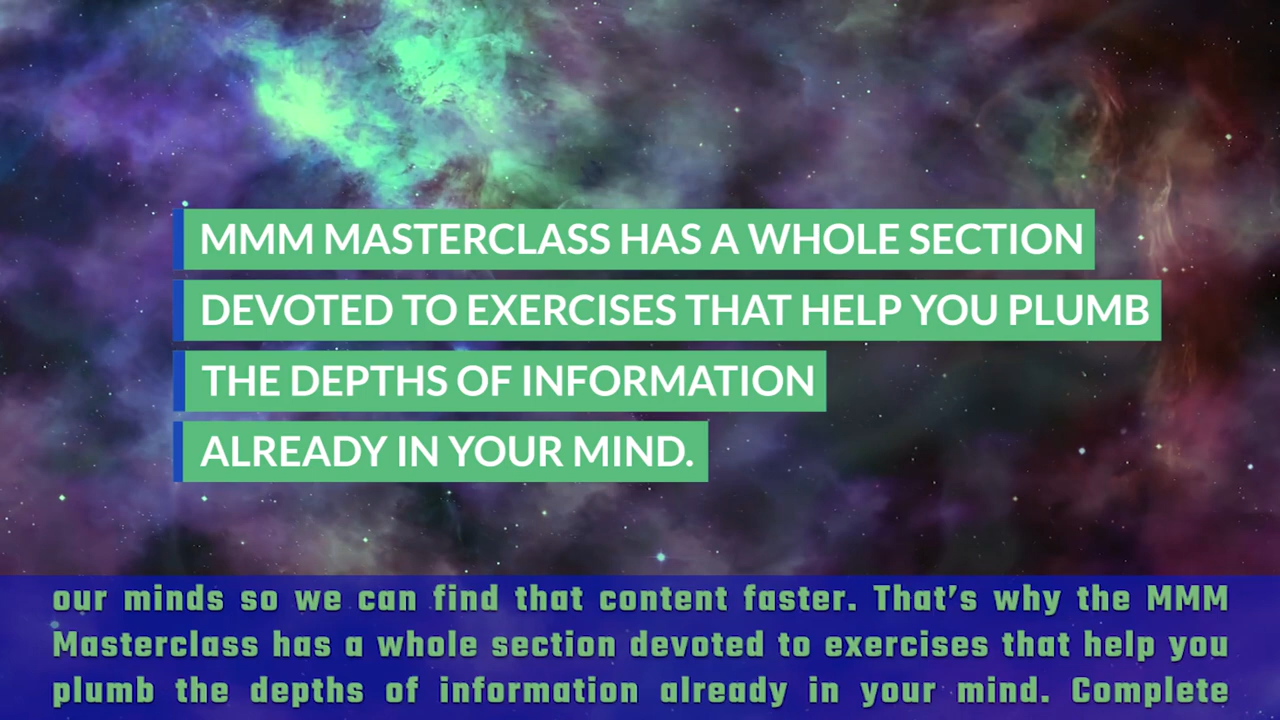 MMM MASTERCLASS HAS A WHOLE SECTION
DEVOTED TO EXERCISES THAT HELP YOU PLUMB
THE DEPTHS OF INFORMATION
ALREADY IN YOUR MIND.
our minds so we can find that content faster. That’s why the MMM
Masterclass has a whole section devoted to exercises that help you
plumb the depths of information already in your mind. Complete